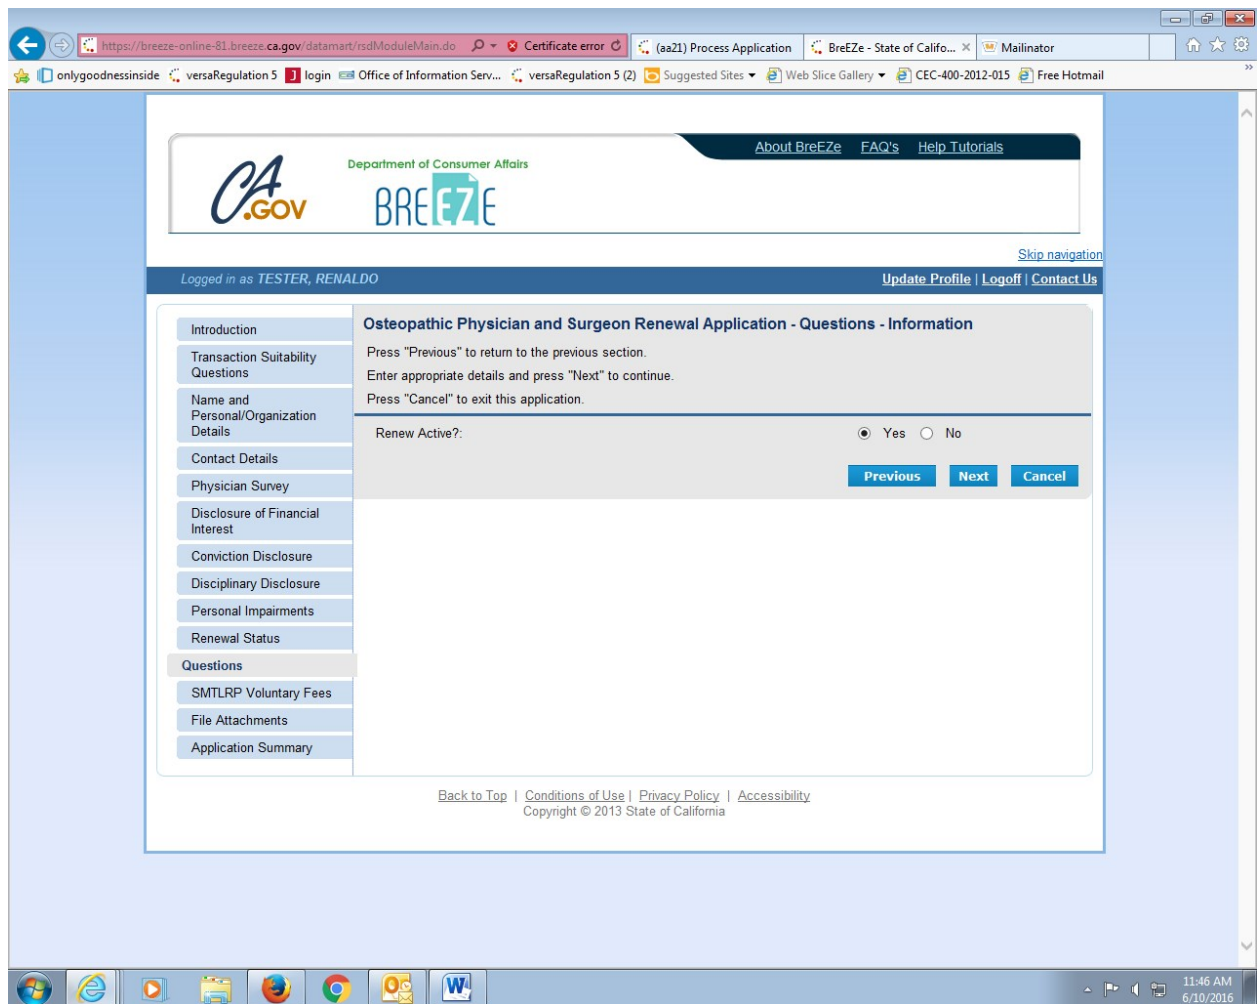 https://breeze-online-81.breeze.ca.gov/datamart/rsdModuleMain.do Certificate error (aa21) Process Application BreEZe - State of Califo... Mailinator
onlygoodnessinside versaRegulation 5 login Office of Information Serv... versaRegulation 5 (2) Suggested Sites Web Slice Gallery CEC-400-2012-015 Free Hotmail
About BreEZe FAQ's Help Tutorials
CA.GOV
Department of Consumer Affairs
BREEZE
Skip navigation
Logged in as TESTER, RENALDO Update Profile | Logoff | Contact Us
Introduction
Transaction Suitability
Questions
Name and
Personal/Organization
Details
Contact Details
Physician Survey
Disclosure of Financial
Interest
Conviction Disclosure
Disciplinary Disclosure
Personal Impairments
Renewal Status
Questions
SMTLRP Voluntary Fees
File Attachments
Application Summary
Osteopathic Physician and Surgeon Renewal Application - Questions - Information
Press "Previous" to return to the previous section.
Enter appropriate details and press "Next" to continue.
Press "Cancel" to exit this application.
Renew Active?: Yes No
Previous Next Cancel
Back to Top | Conditions of Use | Privacy Policy | Accessibility
Copyright © 2013 State of California
11:46 AM
6/10/2016